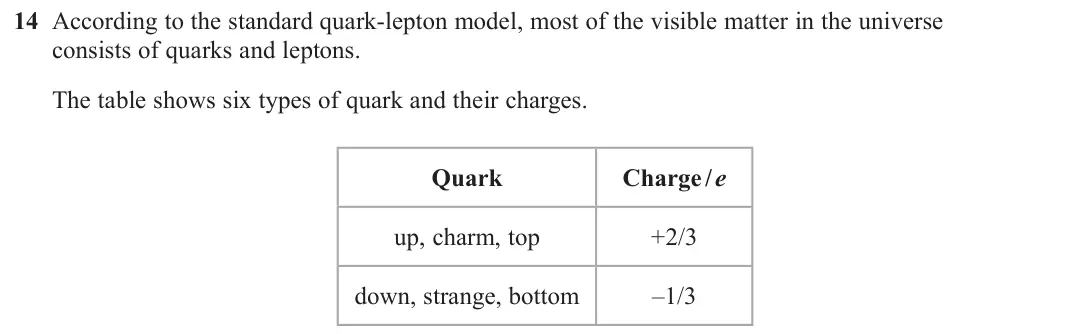 14 According to the standard quark-lepton model, most of the visible matter in the universe
consists of quarks and leptons.
The table shows six types of quark and their charges.
Quark Charge/e
up, charm, top +2/3
down, strange, bottom –1/3